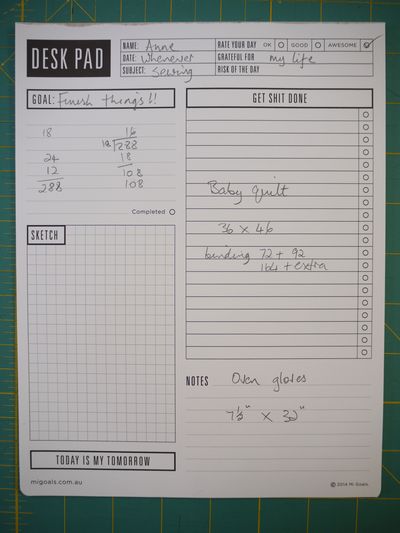 DESK PAD
NAME: Anne
DATE: Whenever
SUBJECT: Sewing
RATE YOUR DAY OK GOOD AWESOME
GRATEFUL FOR my life
RISK OF THE DAY
GOAL: Finish things!!
18 16
18 288
24 18
12 108
288 108
Completed
SKETCH
TODAY IS MY TOMORROW
migoals.com.au
GET SHIT DONE
Baby quilt
36 x 46
binding 72 + 92
164 + extra
NOTES Oven gloves
7½" x 32"
© 2014 Mi Goals.